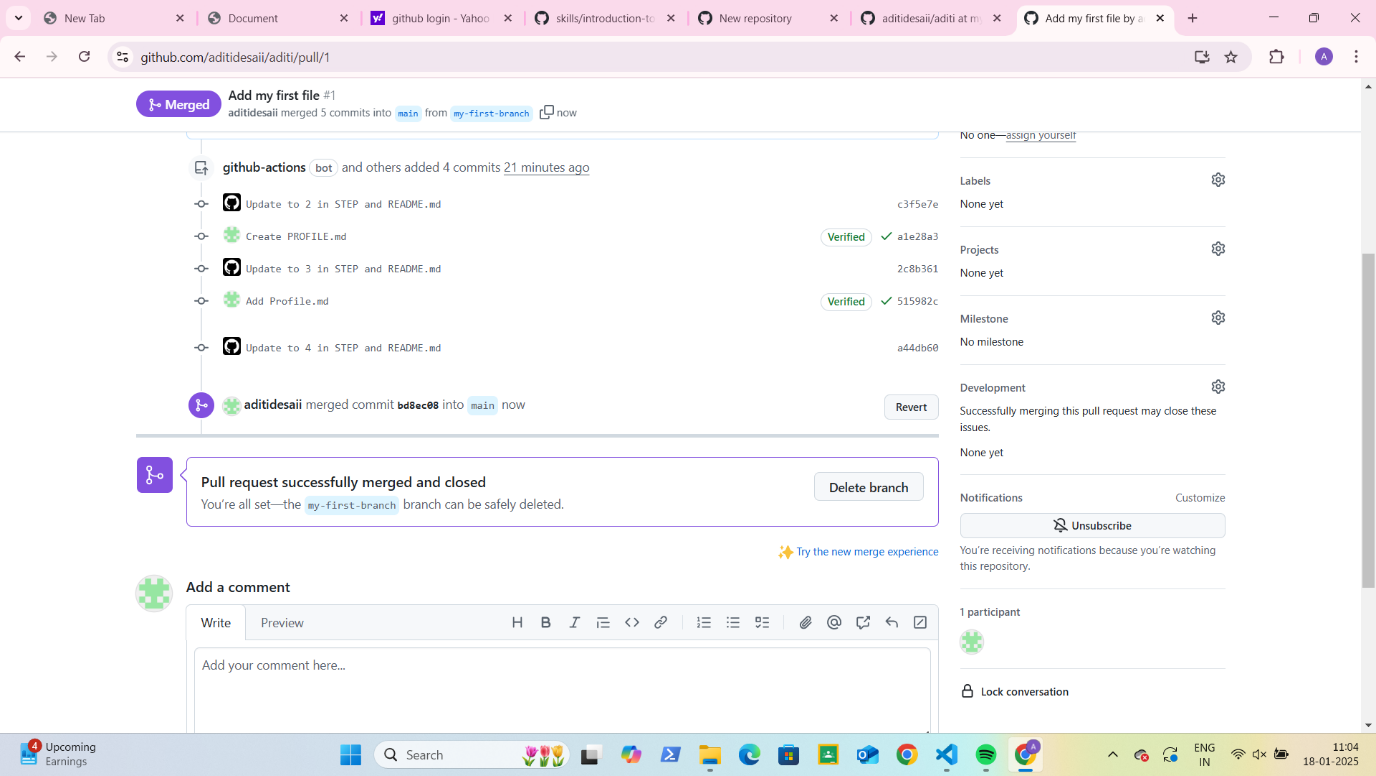 New Tab
Document
github login - Yahoo
skills/introduction-to
New repository
aditidesaii/aditi at my
Add my first file by a
github.com/aditidesaii/aditi/pull/1
A
Merged
Add my first file #1
aditidesaii merged 5 commits into main from my-first-branch now
No one—assign yourself
github-actions bot and others added 4 commits 21 minutes ago
Update to 2 in STEP and README.md c3f5e7e
Create PROFILE.md Verified a1e28a3
Update to 3 in STEP and README.md 2c8b361
Add Profile.md Verified 515982c
Update to 4 in STEP and README.md a44db60
aditidesaii merged commit bd8ec08 into main now Revert
Pull request successfully merged and closed
You're all set—the my-first-branch branch can be safely deleted.
Delete branch
Try the new merge experience
Add a comment
Write Preview
H B I
Add your comment here...
Labels
None yet
Projects
None yet
Milestone
No milestone
Development
Successfully merging this pull request may close these
issues.
None yet
Notifications Customize
Unsubscribe
You're receiving notifications because you're watching
this repository.
1 participant
Lock conversation
4
Upcoming
Earnings
Search
A
ENG
IN
11:04
18-01-2025